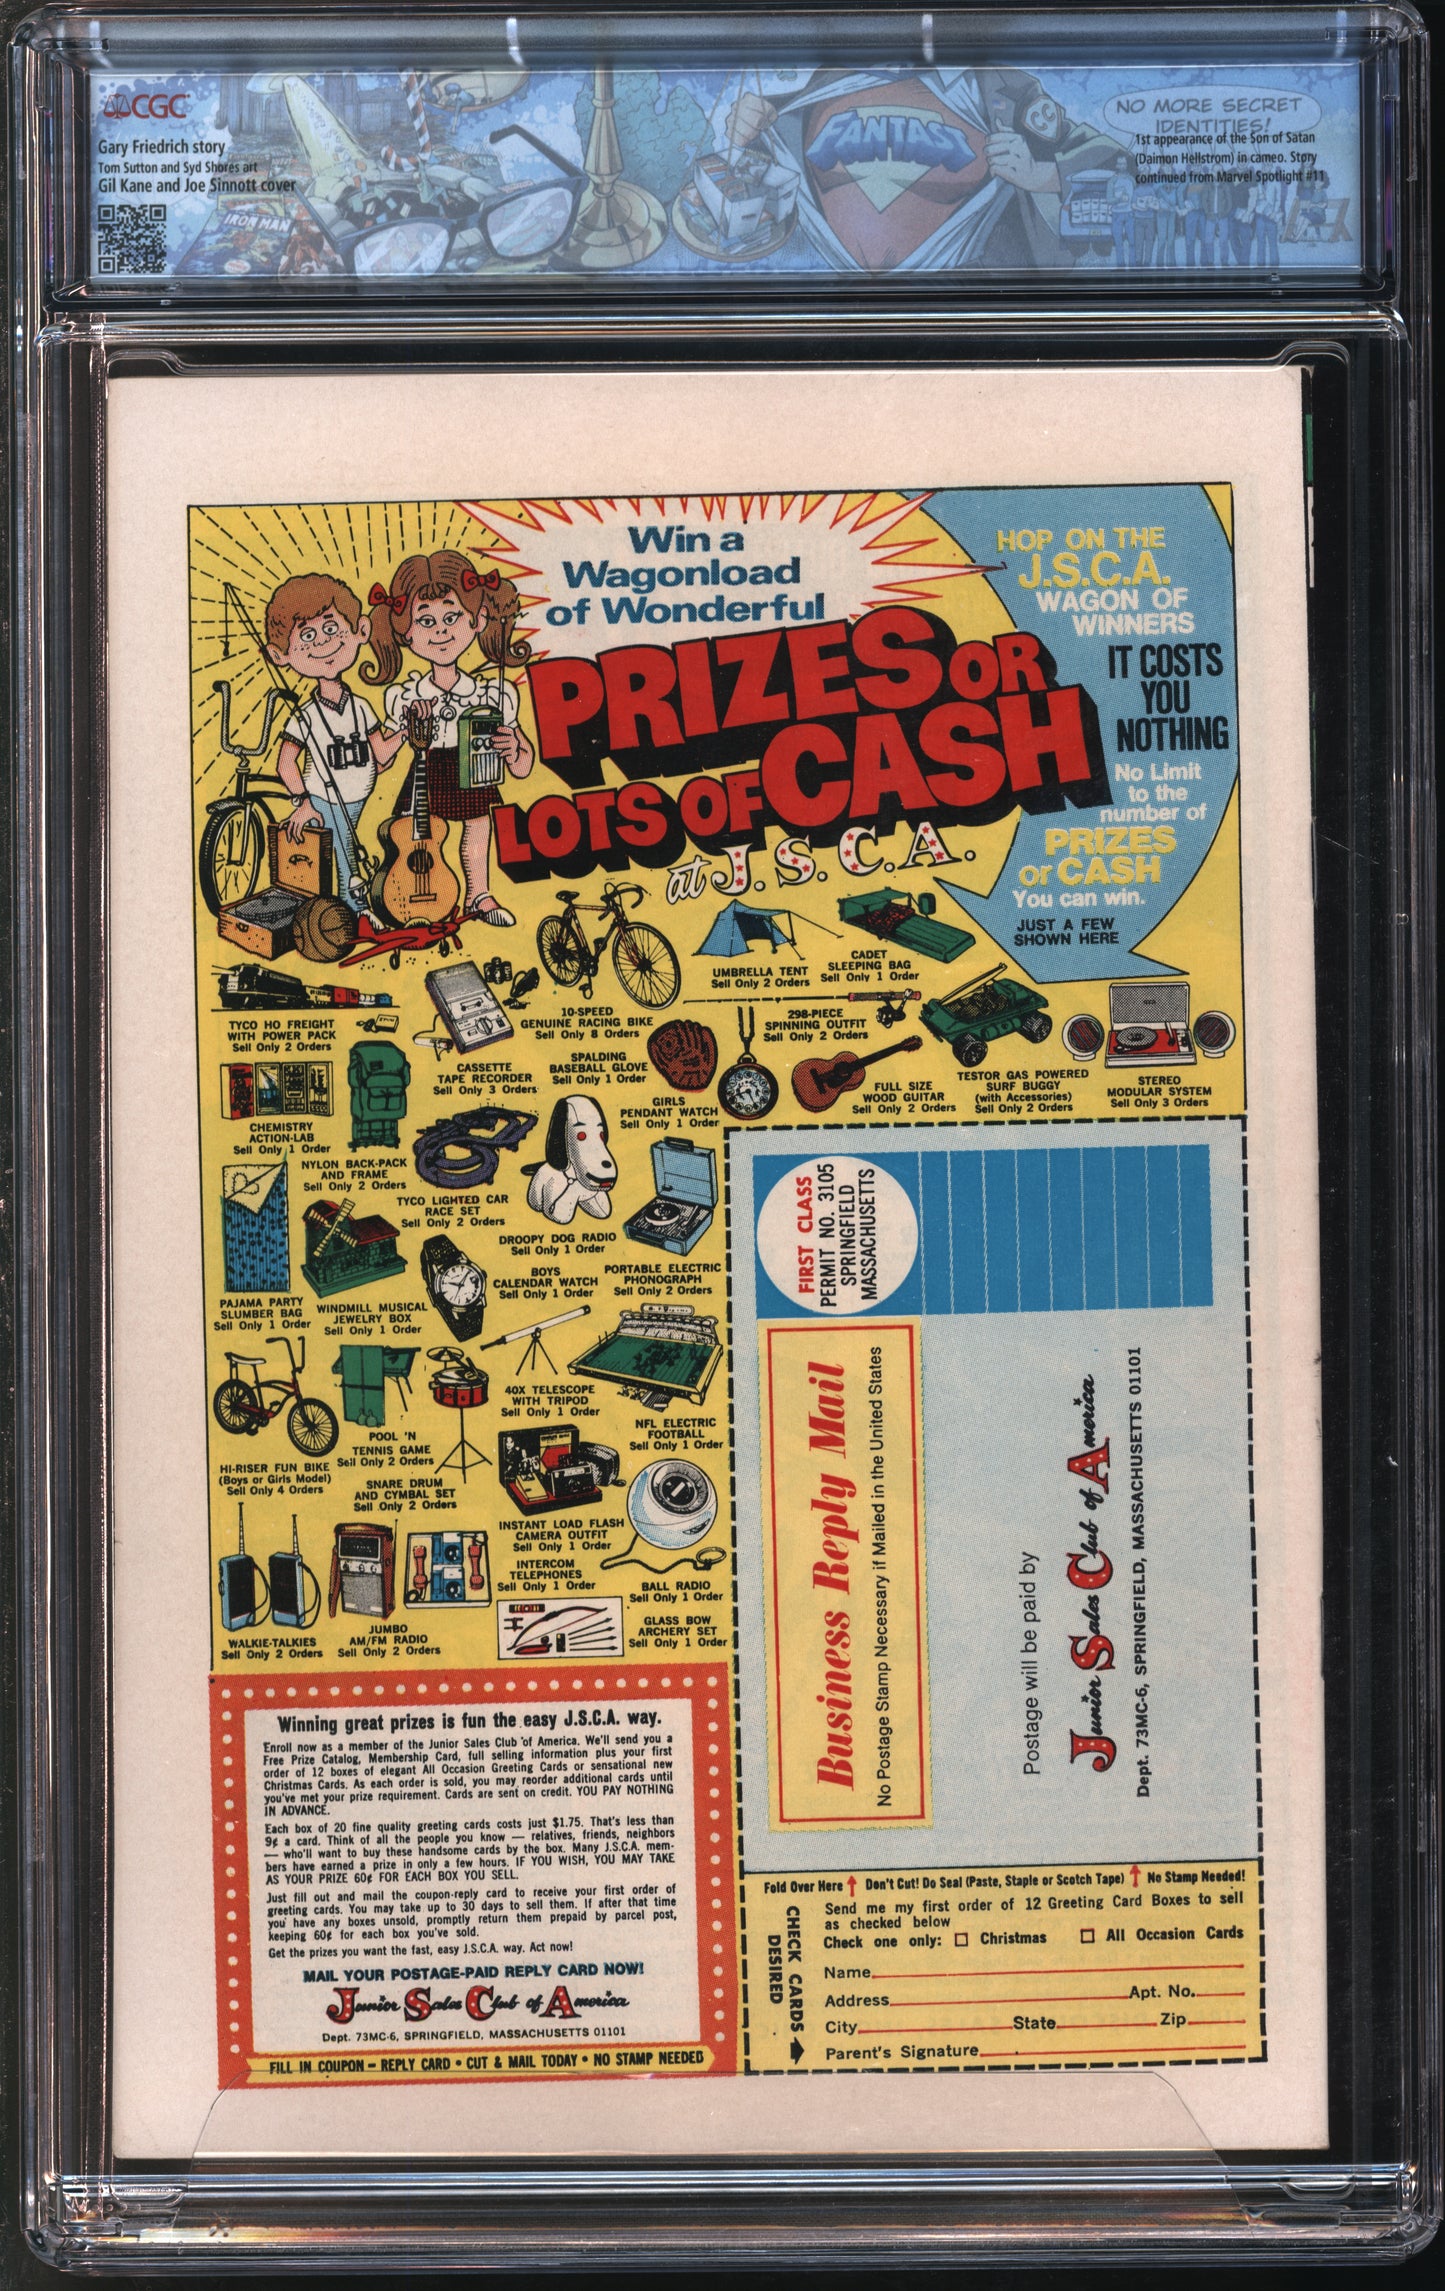 CGC
Gary Friedrich story
Tom Sutton and Syd Shores art
Gil Kane and Joe Sinnott cover
IRON MAN
FANTAST
NO MORE SECRET
IDENTITIES!
1st appearance of the Son of Satan
(Daimon Hellstrom) in cameo. Story
continued from Marvel Spotlight #11
Win a
Wagonload
of Wonderful
PRIZES OR
LOTS OF CASH
at J.S.C.A.
HOP ON THE
J.S.C.A.
WAGON OF
WINNERS
IT COSTS
YOU
NOTHING
No Limit
to the
number of
PRIZES
or CASH
You can win.
JUST A FEW
SHOWN HERE
UMBRELLA TENT
Sell Only 2 Orders
CADET
SLEEPING BAG
Sell Only 1 Order
TYCO HO FREIGHT
WITH POWER PACK
Sell Only 2 Orders
CASSETTE
TAPE RECORDER
Sell Only 3 Orders
10-SPEED
GENUINE RACING BIKE
Sell Only 8 Orders
SPALDING
BASEBALL GLOVE
Sell Only 1 Order
298-PIECE
SPINNING OUTFIT
Sell Only 2 Orders
GIRLS
PENDANT WATCH
Sell Only 1 Order
FULL SIZE
WOOD GUITAR
Sell Only 2 Orders
TESTOR GAS POWERED
SURF BUGGY
(with Accessories)
Sell Only 2 Orders
STEREO
MODULAR SYSTEM
Sell Only 3 Orders
CHEMISTRY
ACTION-LAB
Sell Only 1 Order
NYLON BACK-PACK
AND FRAME
Sell Only 2 Orders
TYCO LIGHTED CAR
RACE SET
Sell Only 2 Orders
DROOPY DOG RADIO
Sell Only 1 Order
PAJAMA PARTY
SLUMBER BAG
Sell Only 1 Order
WINDMILL MUSICAL
JEWELRY BOX
Sell Only 1 Order
BOYS
CALENDAR WATCH
Sell Only 1 Order
PORTABLE ELECTRIC
PHONOGRAPH
Sell Only 2 Orders
HI-RISER FUN BIKE
(Boys or Girls Model)
Sell Only 4 Orders
POOL 'N
TENNIS GAME
Sell Only 2 Orders
SNARE DRUM
AND CYMBAL SET
Sell Only 2 Orders
40X TELESCOPE
WITH TRIPOD
Sell Only 1 Order
NFL ELECTRIC
FOOTBALL
Sell Only 1 Order
INSTANT LOAD FLASH
CAMERA OUTFIT
Sell Only 1 Order
INTERCOM
TELEPHONES
Sell Only 1 Order
BALL RADIO
Sell Only 1 Order
WALKIE-TALKIES
Sell Only 2 Orders
JUMBO
AM/FM RADIO
Sell Only 2 Orders
GLASS BOW
ARCHERY SET
Sell Only 1 Order
FIRST CLASS
PERMIT NO. 3105
SPRINGFIELD
MASSACHUSETTS
Business Reply Mail
No Postage Stamp Necessary if Mailed in the United States
Postage will be paid by
Junior Sales Club of America
Dept. 73MC-6, SPRINGFIELD, MASSACHUSETTS 01101
Winning great prizes is fun the easy J.S.C.A. way.
Enroll now as a member of the Junior Sales Club of America. We'll send you a
Free Prize Catalog, Membership Card, full selling information plus your first
order of 12 boxes of elegant All Occasion Greeting Cards or sensational new
Christmas Cards. As each order is sold, you may reorder additional cards until
you've met your prize requirement. Cards are sent on credit. YOU PAY NOTHING
IN ADVANCE.
Each box of 20 fine quality greeting cards costs just $1.75. That's less than
9¢ a card. Think of all the people you know — relatives, friends, neighbors
— who'll want to buy these handsome cards by the box. Many J.S.C.A. mem-
bers have earned a prize in only a few hours. IF YOU WISH, YOU MAY TAKE
AS YOUR PRIZE 60¢ FOR EACH BOX YOU SELL.
Just fill out and mail the coupon-reply card to receive your first order of
greeting cards. You may take up to 30 days to sell them. If after that time
you have any boxes unsold, promptly return them prepaid by parcel post,
keeping 60¢ for each box you've sold.
Get the prizes you want the fast, easy J.S.C.A. way. Act now!
MAIL YOUR POSTAGE-PAID REPLY CARD NOW!
Junior Sales Club of America
Dept. 73MC-6, SPRINGFIELD, MASSACHUSETTS 01101
FILL IN COUPON – REPLY CARD • CUT & MAIL TODAY • NO STAMP NEEDED
Fold Over Here ↑ Don't Cut! Do Seal (Paste, Staple or Scotch Tape) ↑ No Stamp Needed!
CHECK CARDS
DESIRED
Send me my first order of 12 Greeting Card Boxes to sell
as checked below
Check one only: □ Christmas □ All Occasion Cards
Name
Address Apt. No.
City State Zip
Parent's Signature